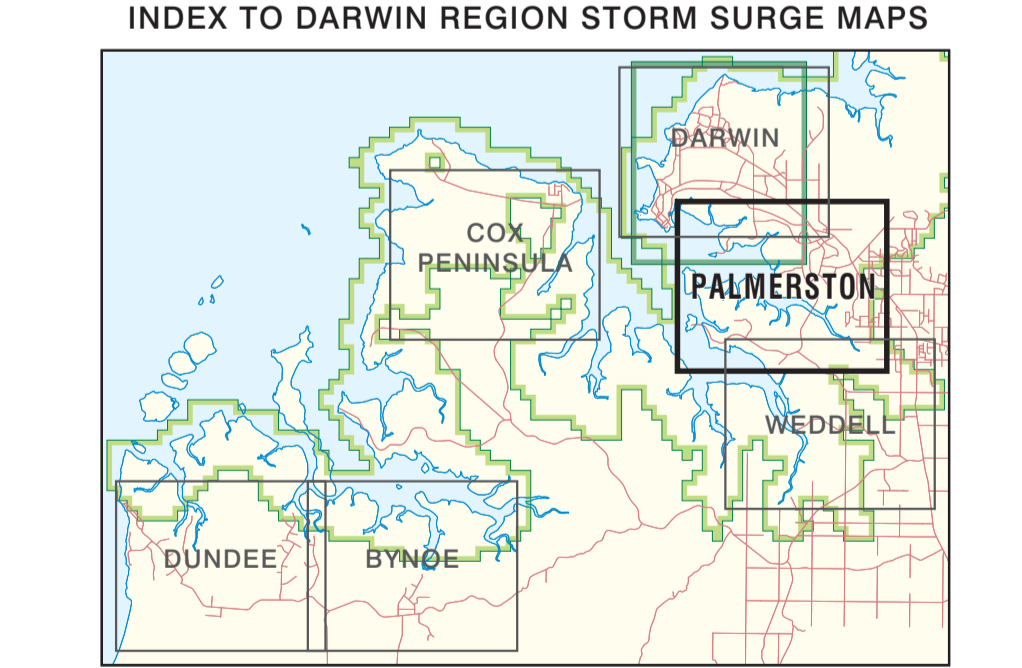 INDEX TO DARWIN REGION STORM SURGE MAPS
DARWIN
COX
PENINSULA
PALMERSTON
WEDDELL
DUNDEE
BYNOE